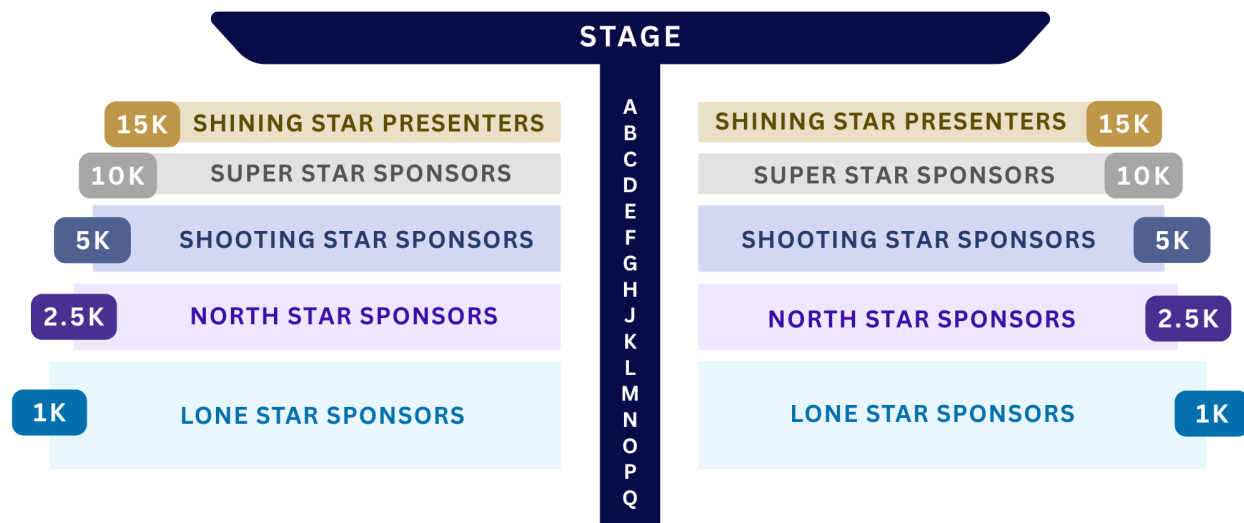 STAGE
A
15K SHINING STAR PRESENTERS
SHINING STAR PRESENTERS 15K
B
C
10K SUPER STAR SPONSORS
SUPER STAR SPONSORS 10K
D
E
5K SHOOTING STAR SPONSORS
F
SHOOTING STAR SPONSORS 5K
G
H
2.5K NORTH STAR SPONSORS
J
NORTH STAR SPONSORS 2.5K
K
L
M
1K LONE STAR SPONSORS
LONE STAR SPONSORS 1K
N
O
P
Q